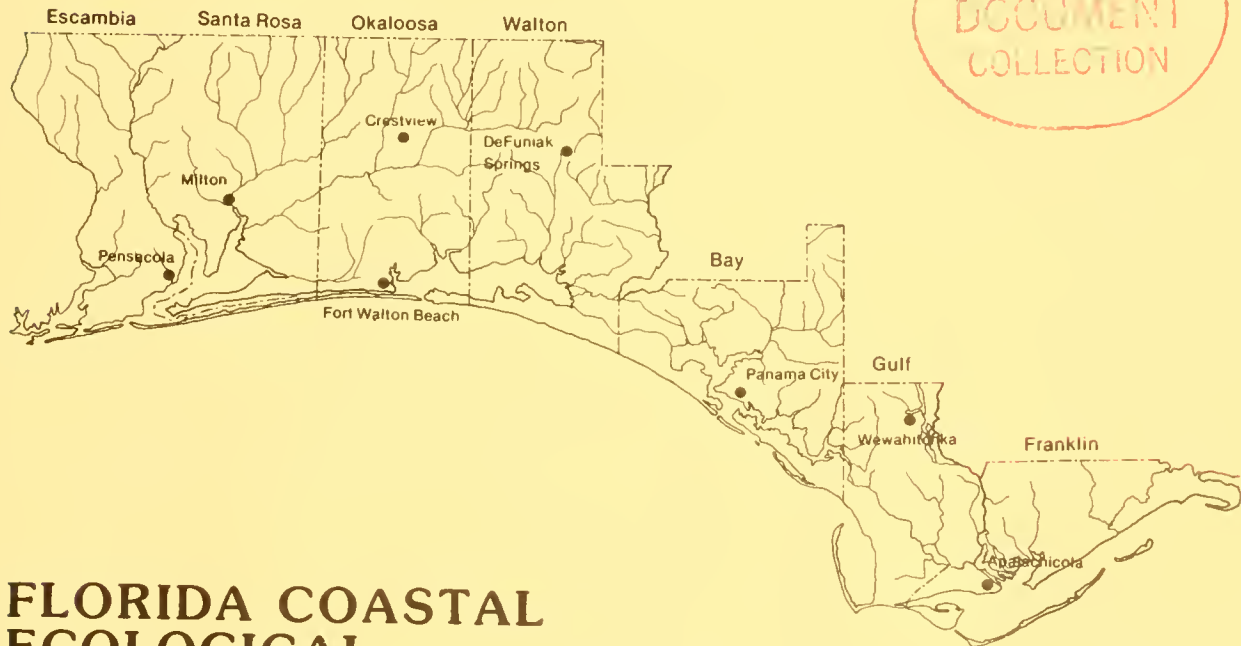 Escambia
Santa Rosa
Okaloosa
Walton
DOCUMENT
COLLECTION
Crestview
DeFuniak
Springs
Milton
Pensacola
Bay
Fort Walton Beach
Gulf
Panama City
Wewahitchka
Franklin
Apalachicola
FLORIDA COASTAL
ECOLOGICAL